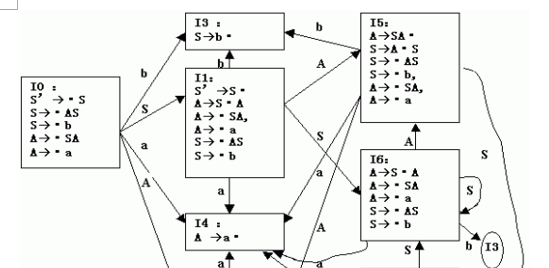 I3 :
S→b ·
I5:
A→SA ·
S→A · S
S→ · AS
S→ · b,
A→ · SA,
A→ · a
I0 :
S' →· S
S→ · AS
S→ · b
A→ · SA
A→ · a
I1:
S' →S ·
A→S · A
A→ · SA,
A→ · a
S→ · AS
S→ · b
I6:
A→S · A
A→ · SA
A→ · a
S→ · AS
S→ · b
I4 :
A →a ·
I3
b
S
a
A
b
b
A
S
a
a
A
a
a
A
S
S
S
b